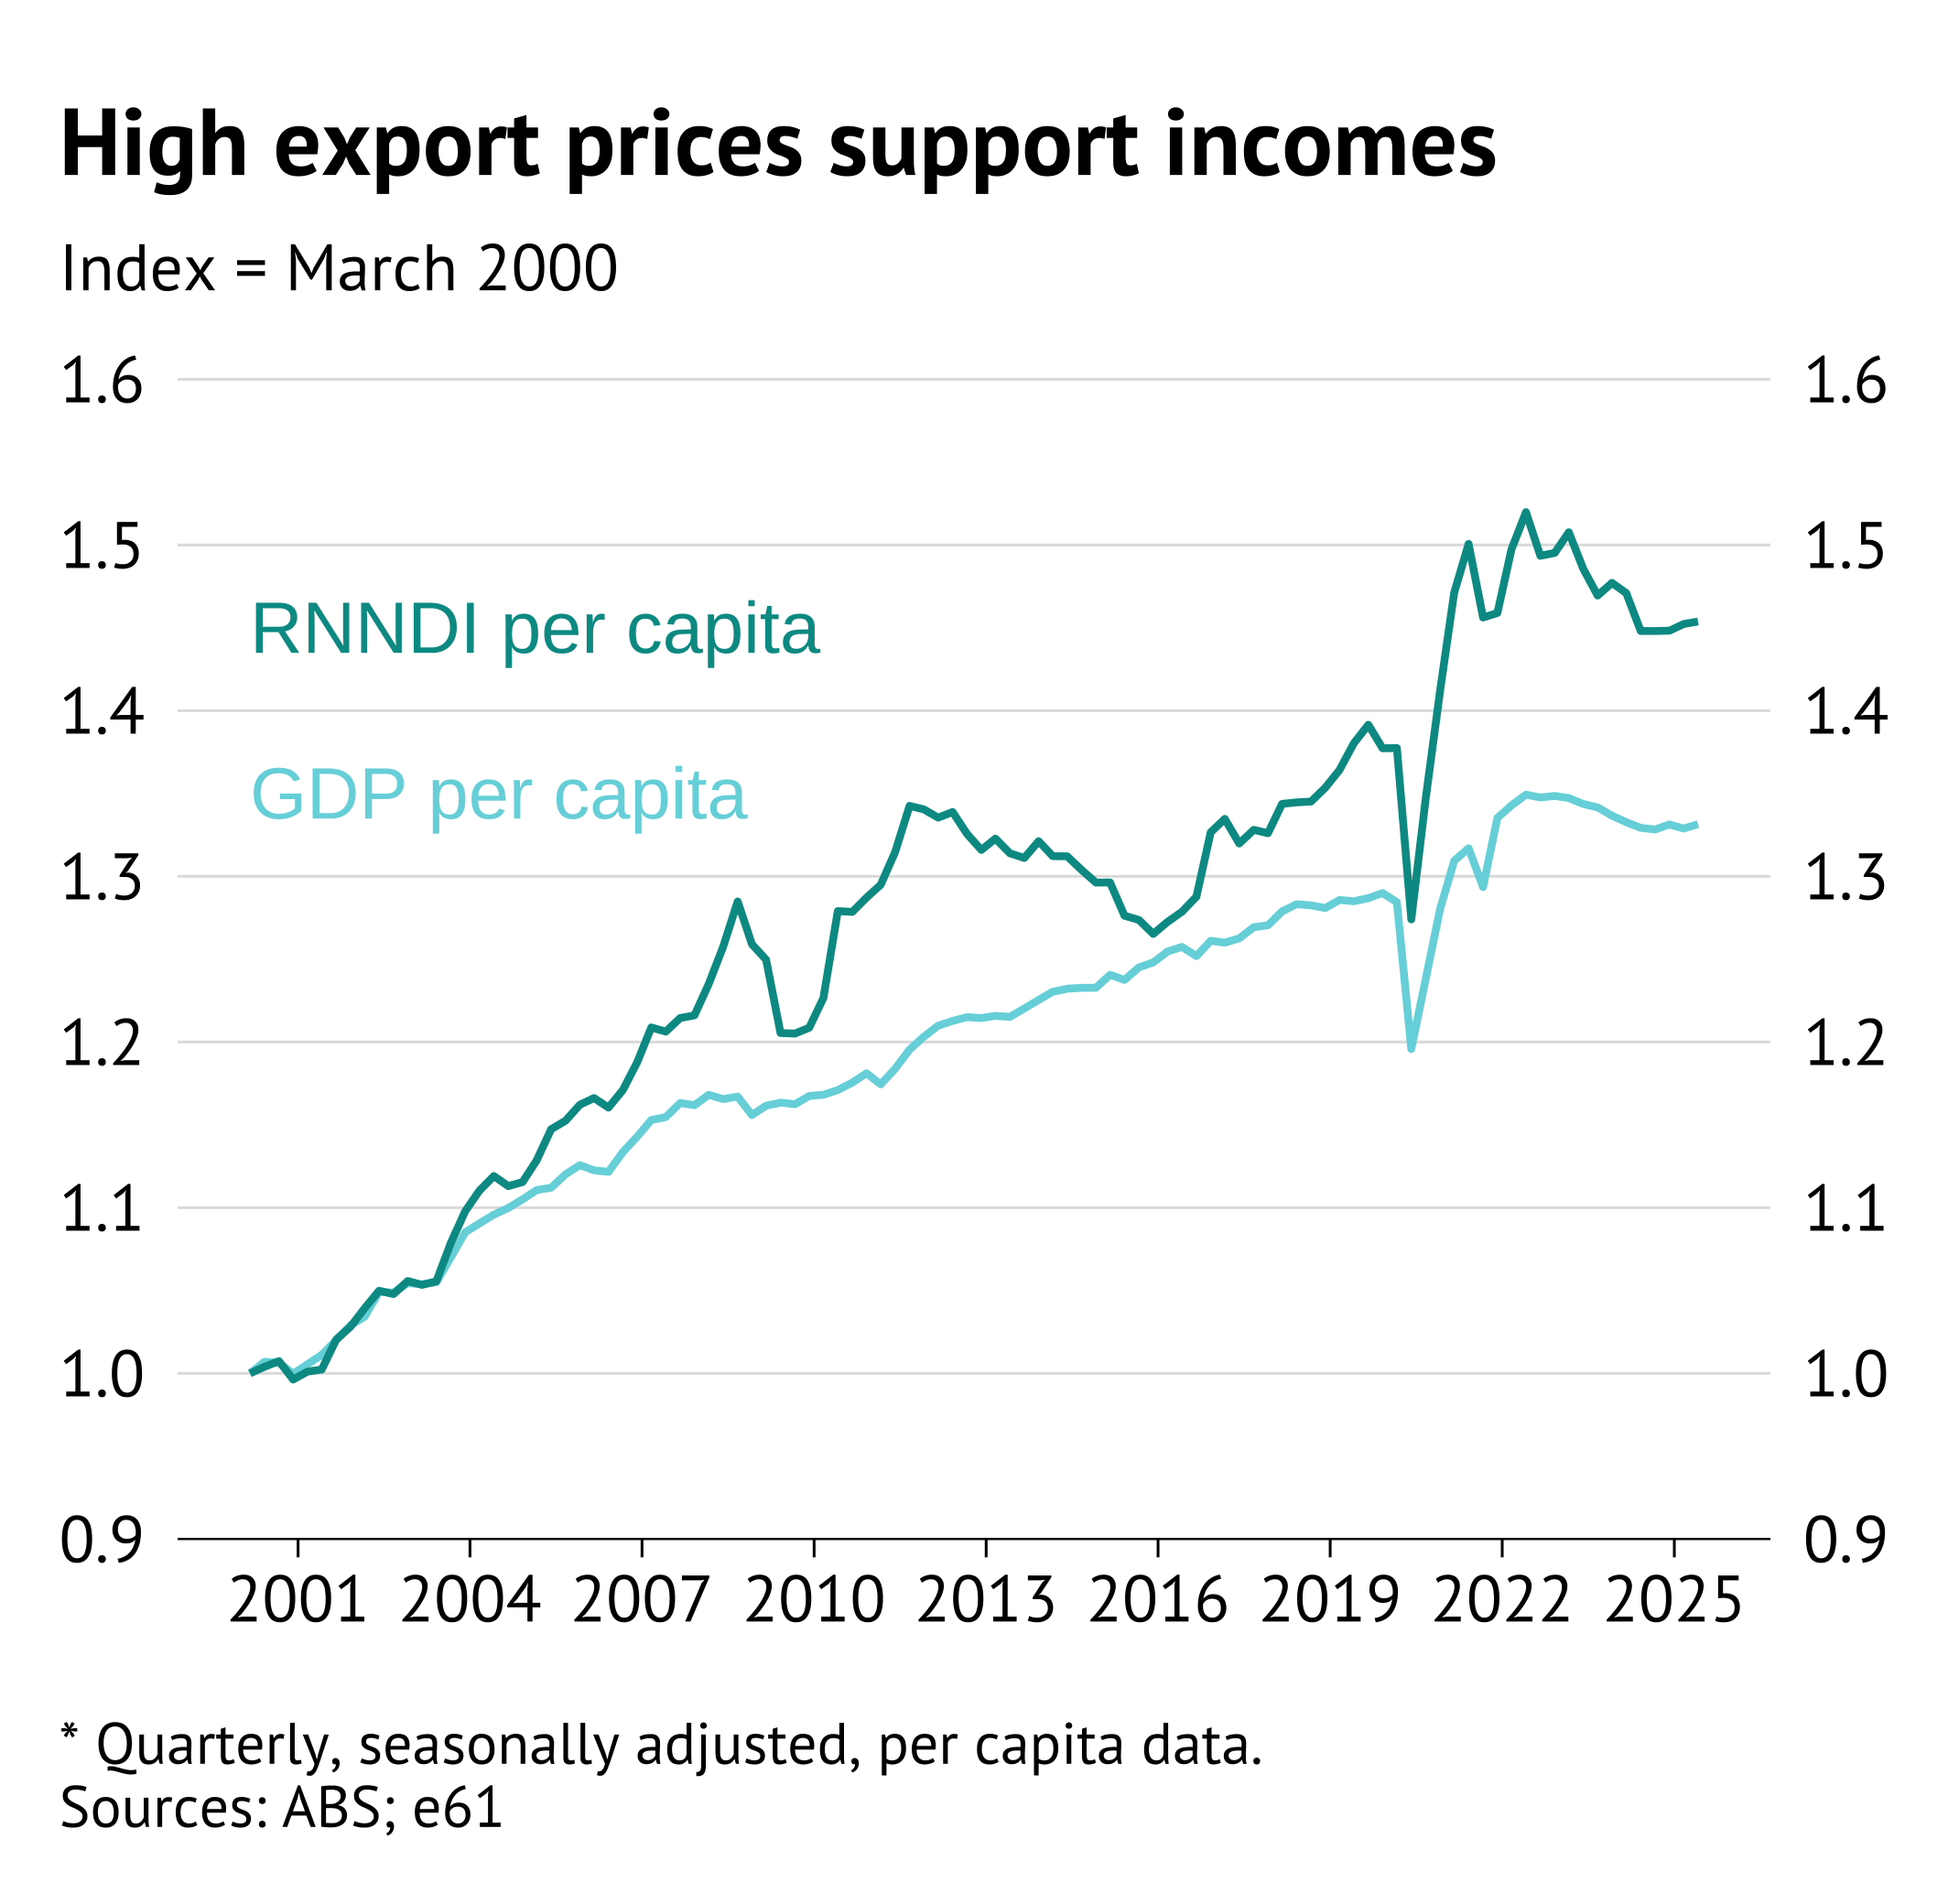 High export prices support incomes
Index = March 2000
1.6 1.6
1.5 1.5
RNNDI per capita
1.4 1.4
GDP per capita
1.3 1.3
1.2 1.2
1.1 1.1
1.0 1.0
0.9 0.9
2001 2004 2007 2010 2013 2016 2019 2022 2025
* Quarterly, seasonally adjusted, per capita data.
Sources: ABS; e61